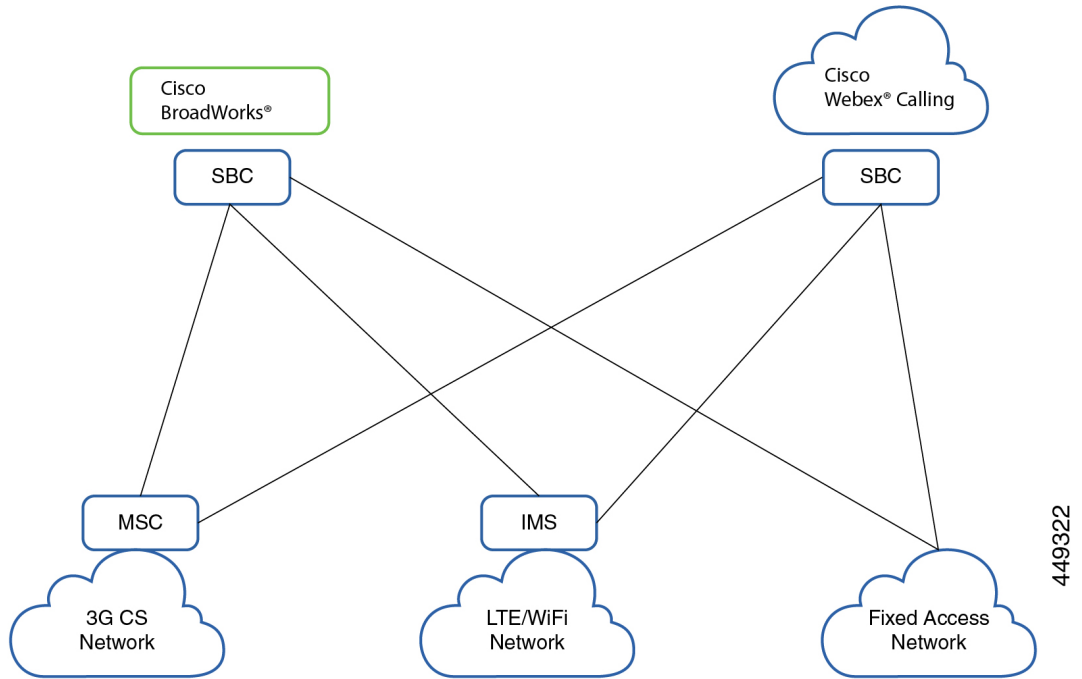 Cisco
BroadWorks®
Cisco
Webex® Calling
SBC
SBC
MSC
IMS
3G CS
Network
LTE/WiFi
Network
Fixed Access
Network
449322